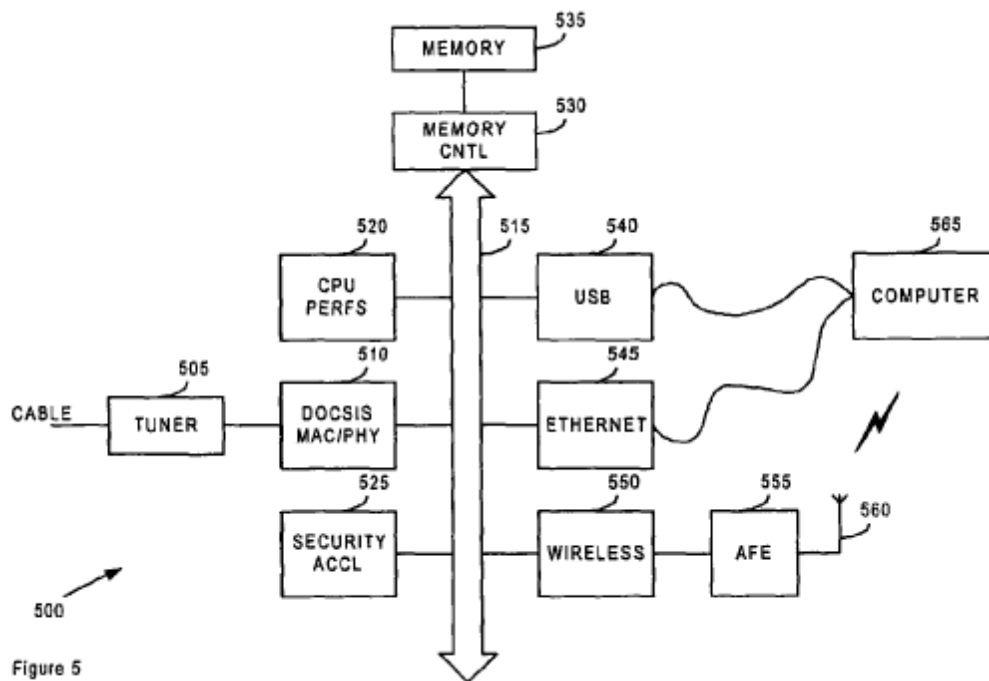 535
MEMORY
530
MEMORY
CNTL
520
515
540
565
CPU
PERFS
USB
COMPUTER
505
510
545
CABLE
TUNER
DOCSIS
MAC/PHY
ETHERNET
525
550
555
560
SECURITY
ACCL
WIRELESS
AFE
500
Figure 5